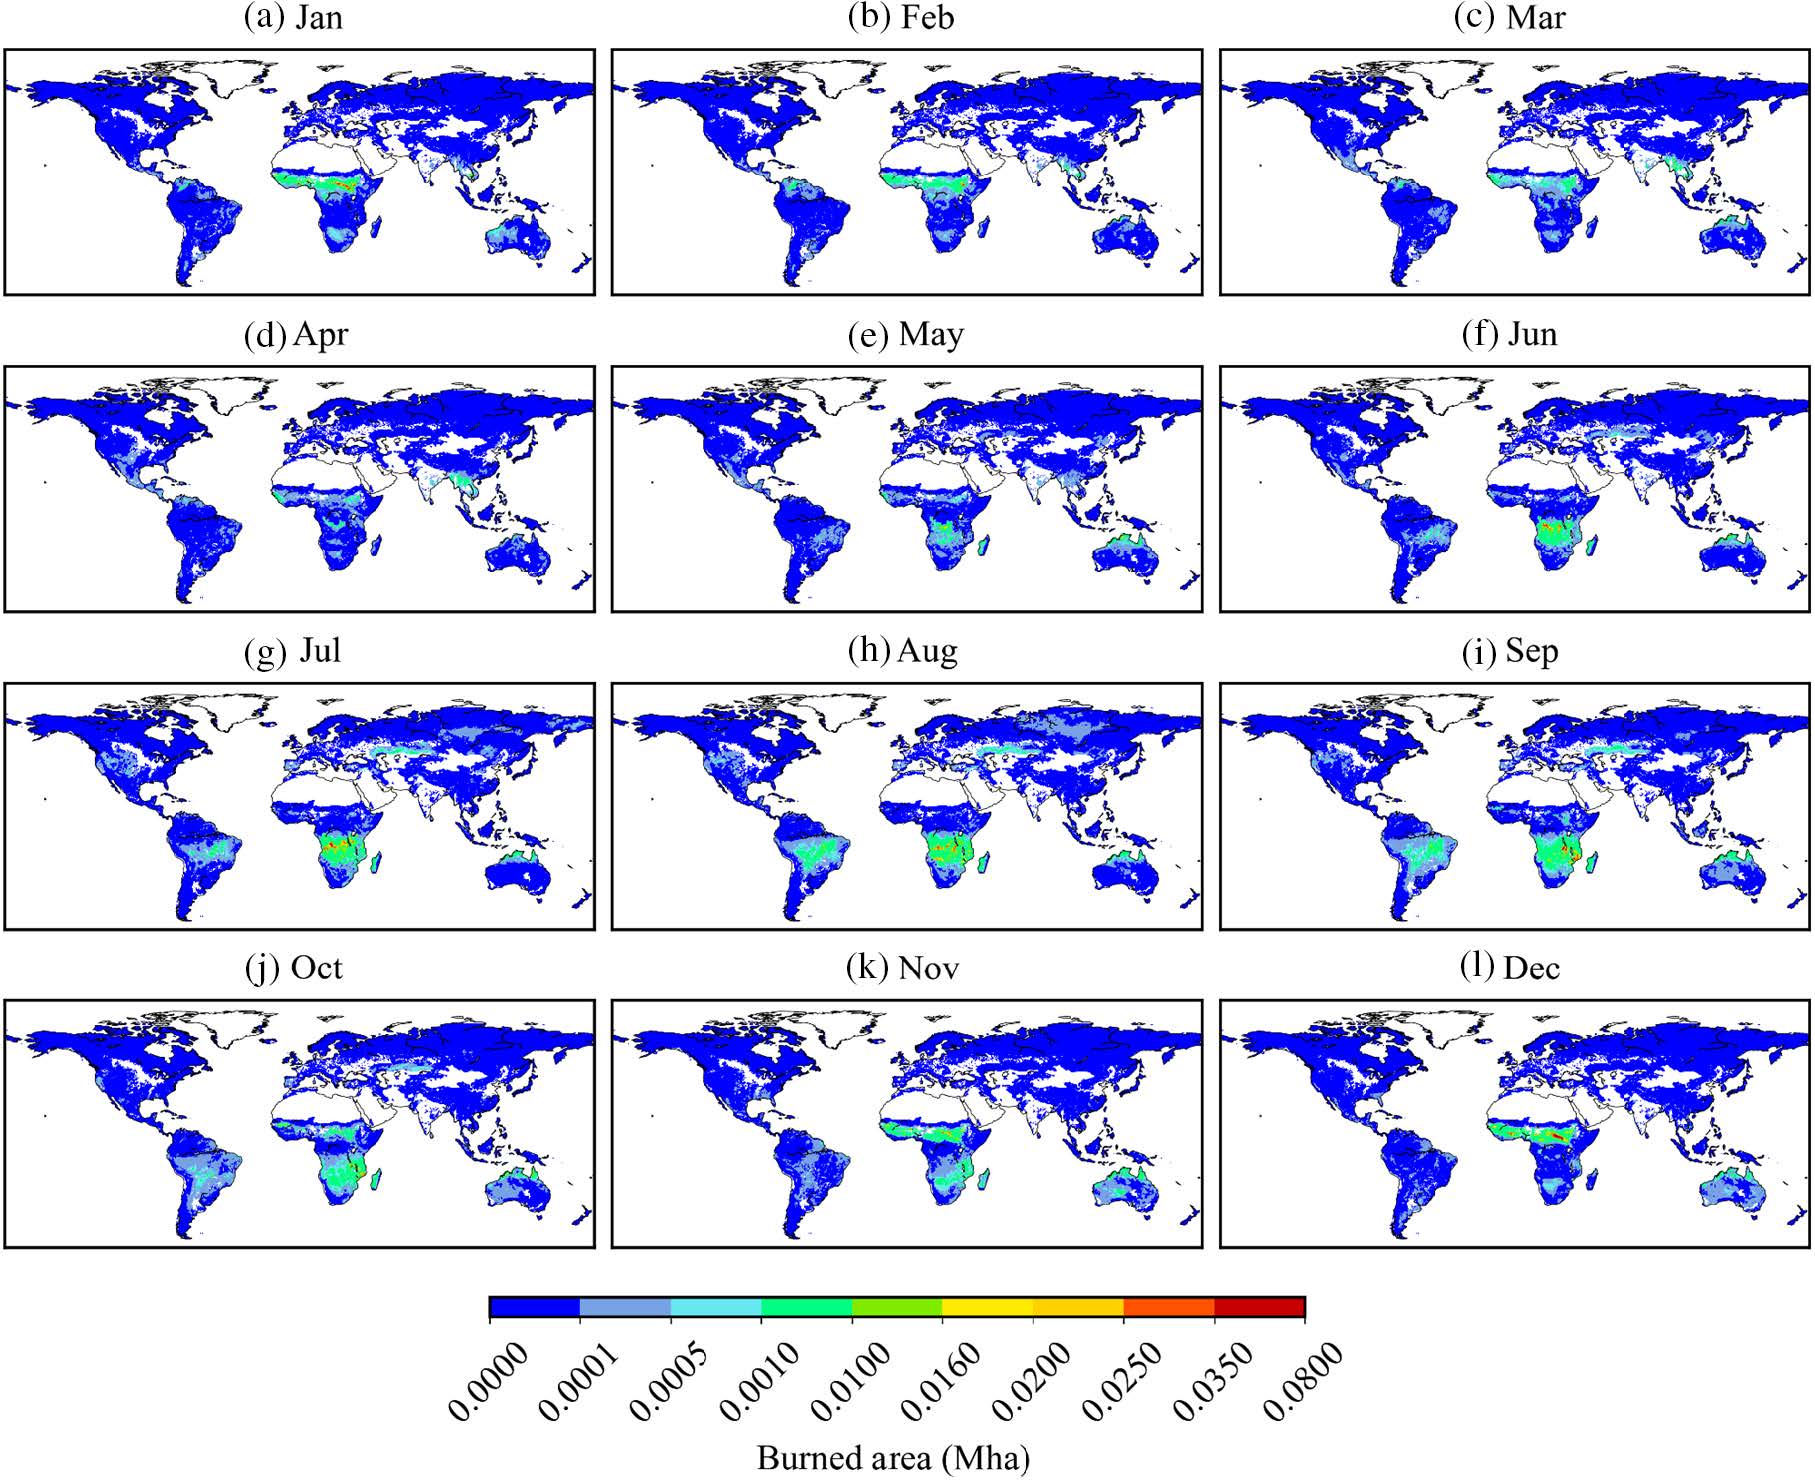 (a) Jan
(b) Feb
(c) Mar
(d) Apr
(e) May
(f) Jun
(g) Jul
(h) Aug
(i) Sep
(j) Oct
(k) Nov
(l) Dec
0.0000
0.0001
0.0005
0.0010
0.0100
0.0160
0.0200
0.0250
0.0350
0.0800
Burned area (Mha)